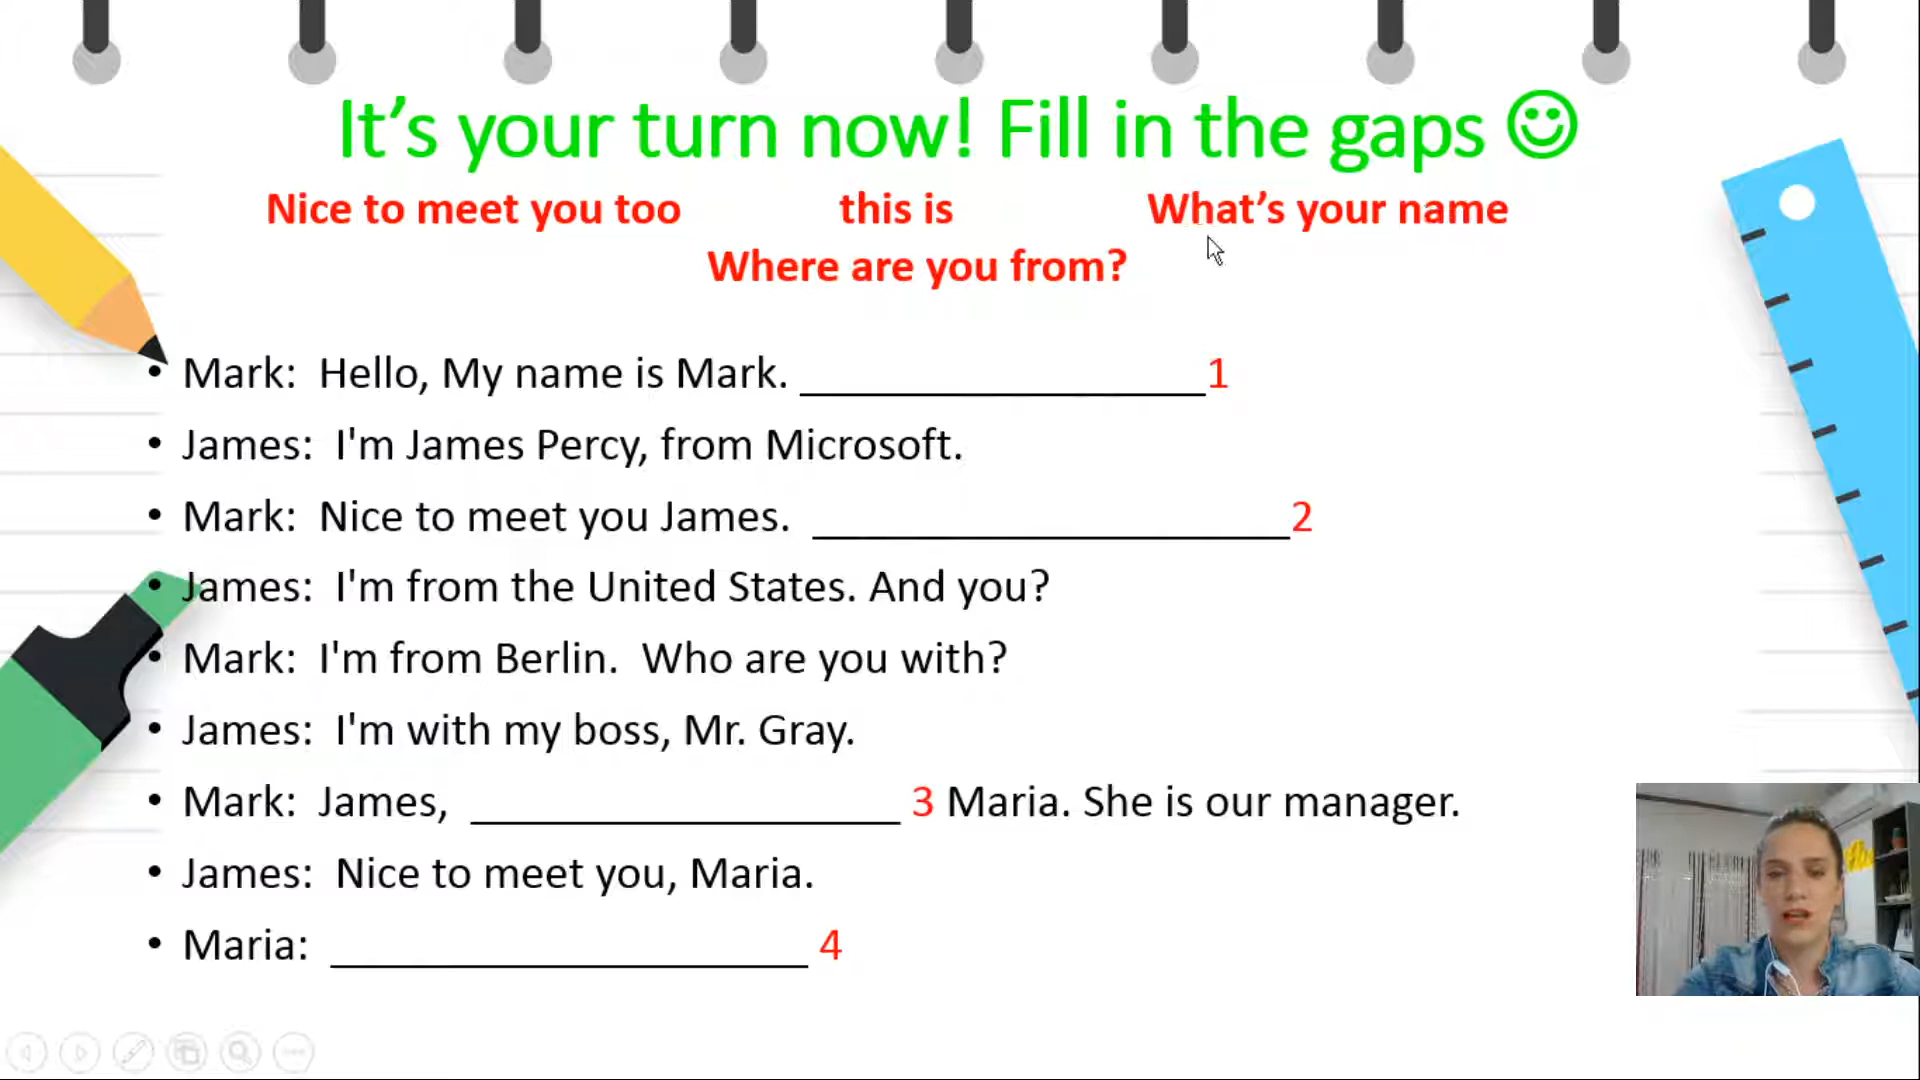 It's your turn now! Fill in the gaps ☺
Nice to meet you too this is What's your name
Where are you from?
• Mark: Hello, My name is Mark. _________________1
• James: I'm James Percy, from Microsoft.
• Mark: Nice to meet you James. ____________________2
• James: I'm from the United States. And you?
• Mark: I'm from Berlin. Who are you with?
• James: I'm with my boss, Mr. Gray.
• Mark: James, __________________ 3 Maria. She is our manager.
• James: Nice to meet you, Maria.
• Maria: ____________________ 4